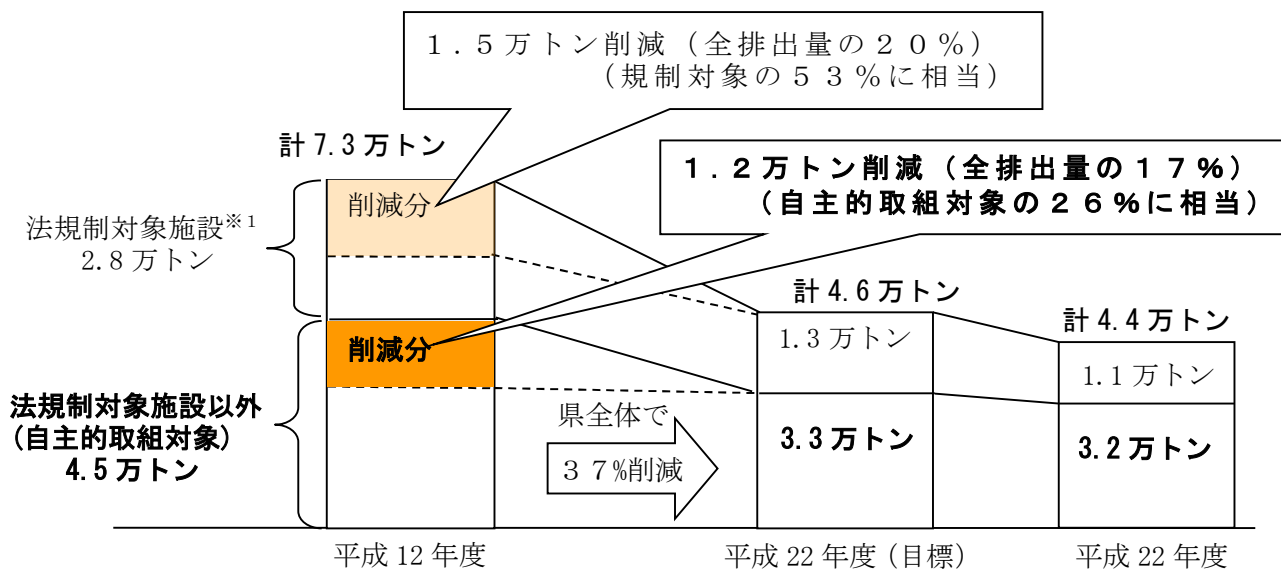 １.５万トン削減（全排出量の２０％）
（規制対象の５３％に相当）
計 7.3 万トン
１.２万トン削減（全排出量の１７％）
（自主的取組対象の２６％に相当）
削減分
法規制対象施設※1
2.8 万トン
計 4.6 万トン
計 4.4 万トン
1.3 万トン
削減分
1.1 万トン
法規制対象施設以外
（自主的取組対象）
4.5 万トン
県全体で
３７%削減
3.3 万トン
3.2 万トン
平成 12 年度
平成 22 年度（目標）
平成 22 年度